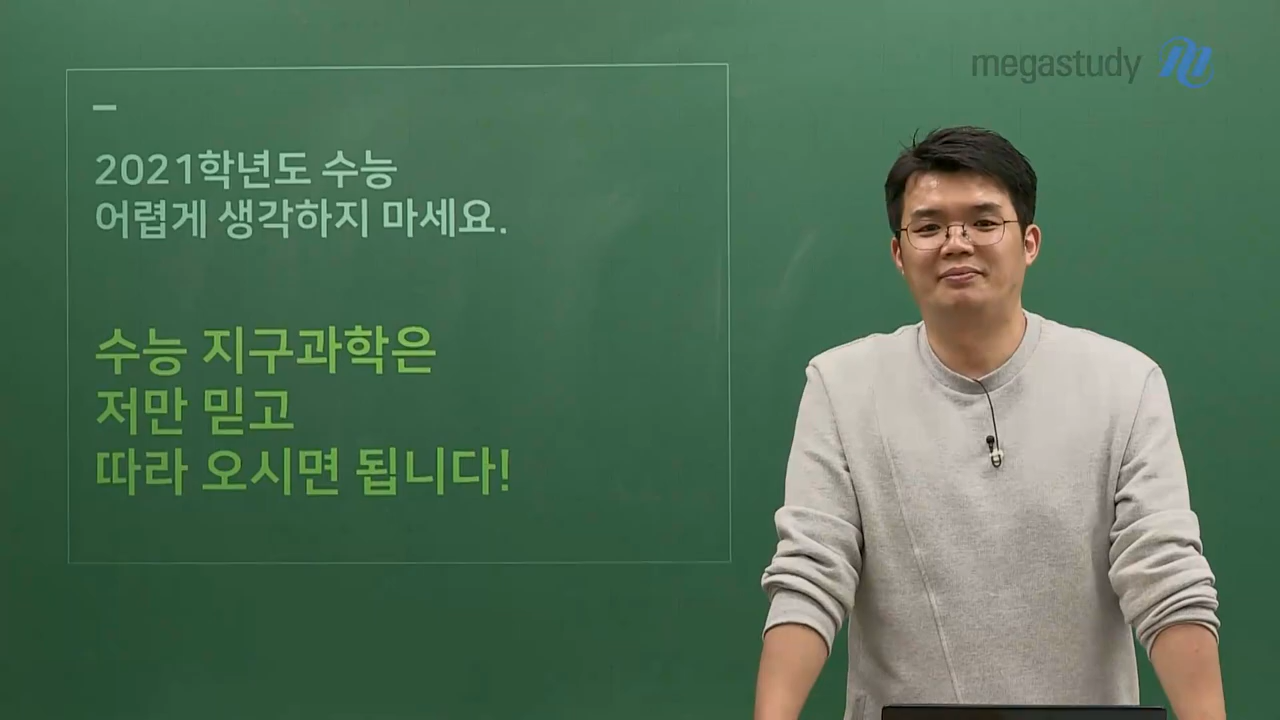 megastudy
2021학년도 수능
어렵게 생각하지 마세요.
수능 지구과학은
저만 믿고
따라 오시면 됩니다!